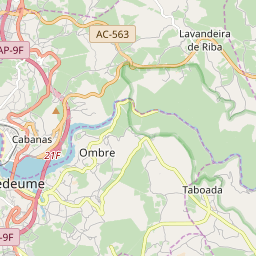 AC-563
Lavandeira
de Riba
AP-9F
Cabanas
21F
Ombre
edeume
Taboada
-9F